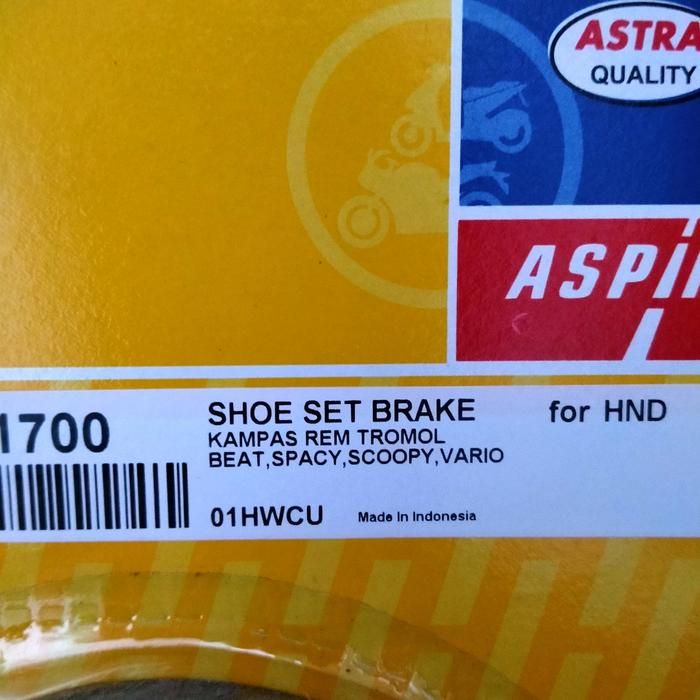 ASTRA
QUALITY
ASPI
1700
SHOE SET BRAKE for HND
KAMPAS REM TROMOL
BEAT,SPACY,SCOOPY,VARIO
01HWCU Made In Indonesia